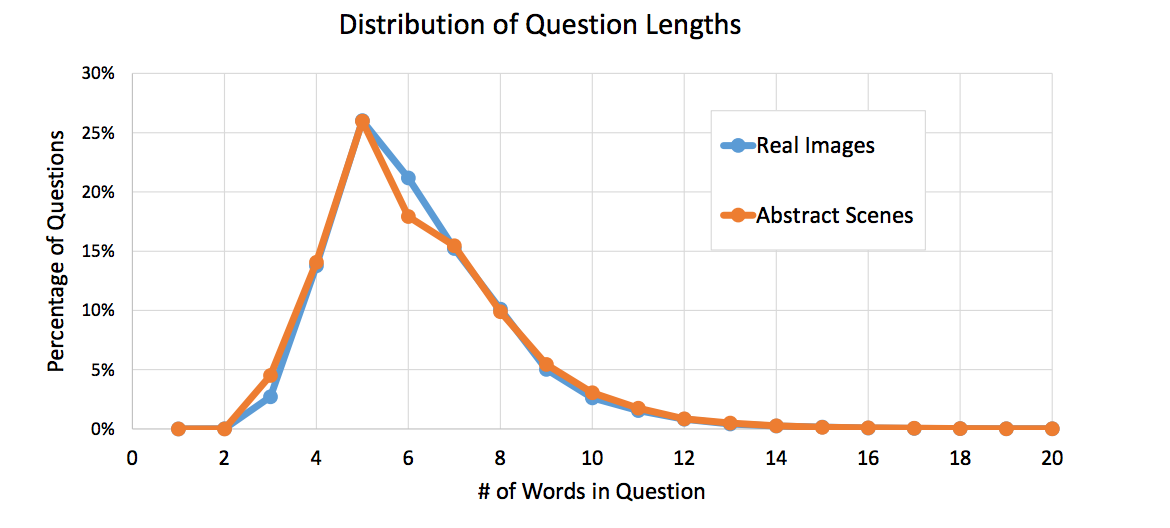 Distribution of Question Lengths
30%
25%
20%
15%
10%
5%
0%
Percentage of Questions
Real Images
Abstract Scenes
0 2 4 6 8 10 12 14 16 18 20
# of Words in Question